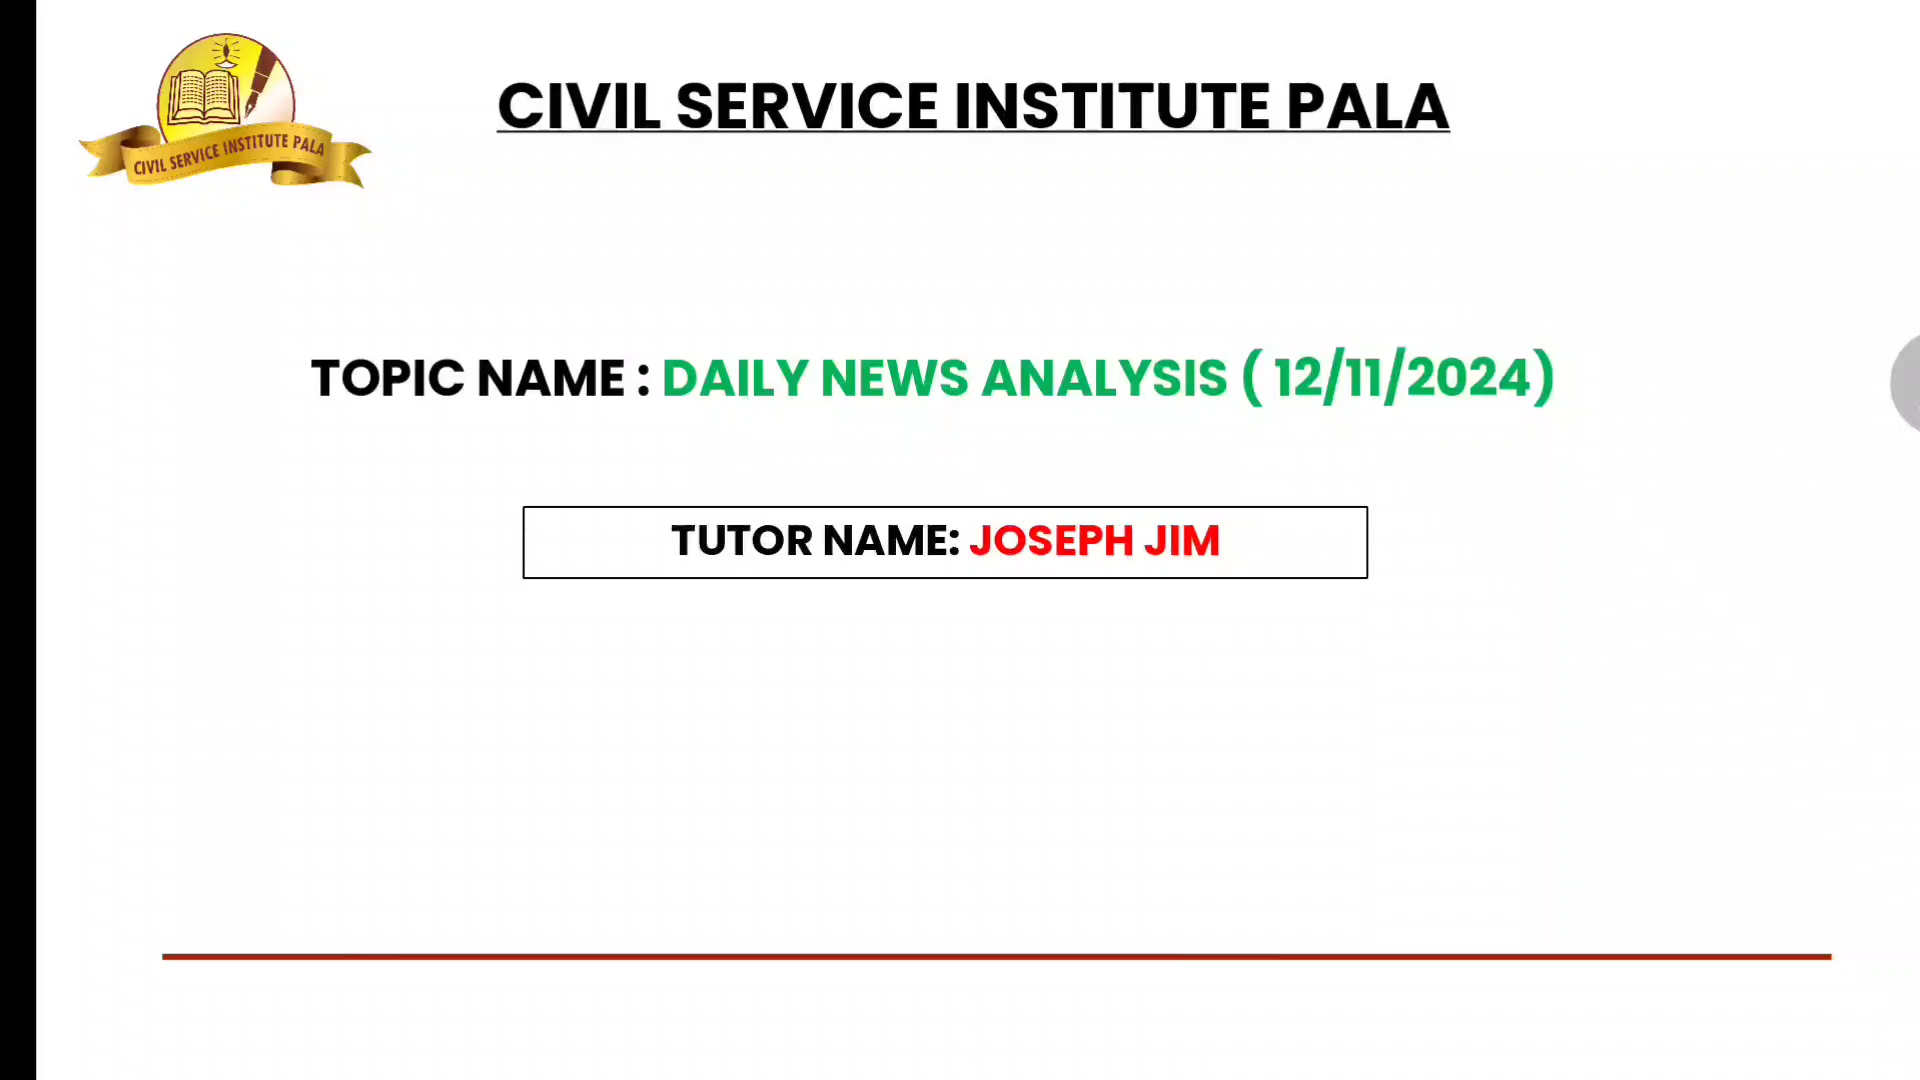 CIVIL SERVICE INSTITUTE PALA
CIVIL SERVICE INSTITUTE PALA
TOPIC NAME : DAILY NEWS ANALYSIS ( 12/11/2024)
TUTOR NAME: JOSEPH JIM